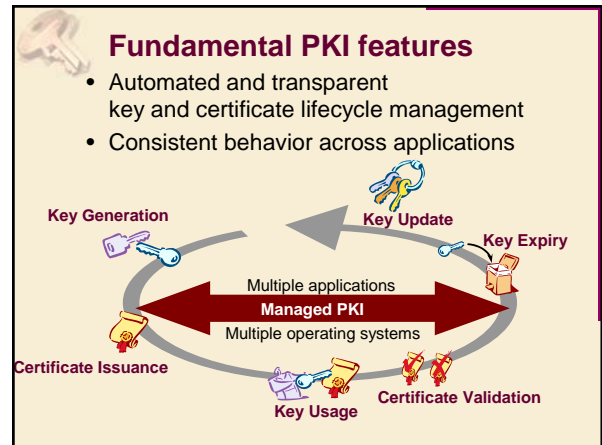 Fundamental PKI features
• Automated and transparent
key and certificate lifecycle management
• Consistent behavior across applications
Key Generation
Key Update
Key Expiry
Multiple applications
Managed PKI
Multiple operating systems
Certificate Issuance
Key Usage
Certificate Validation